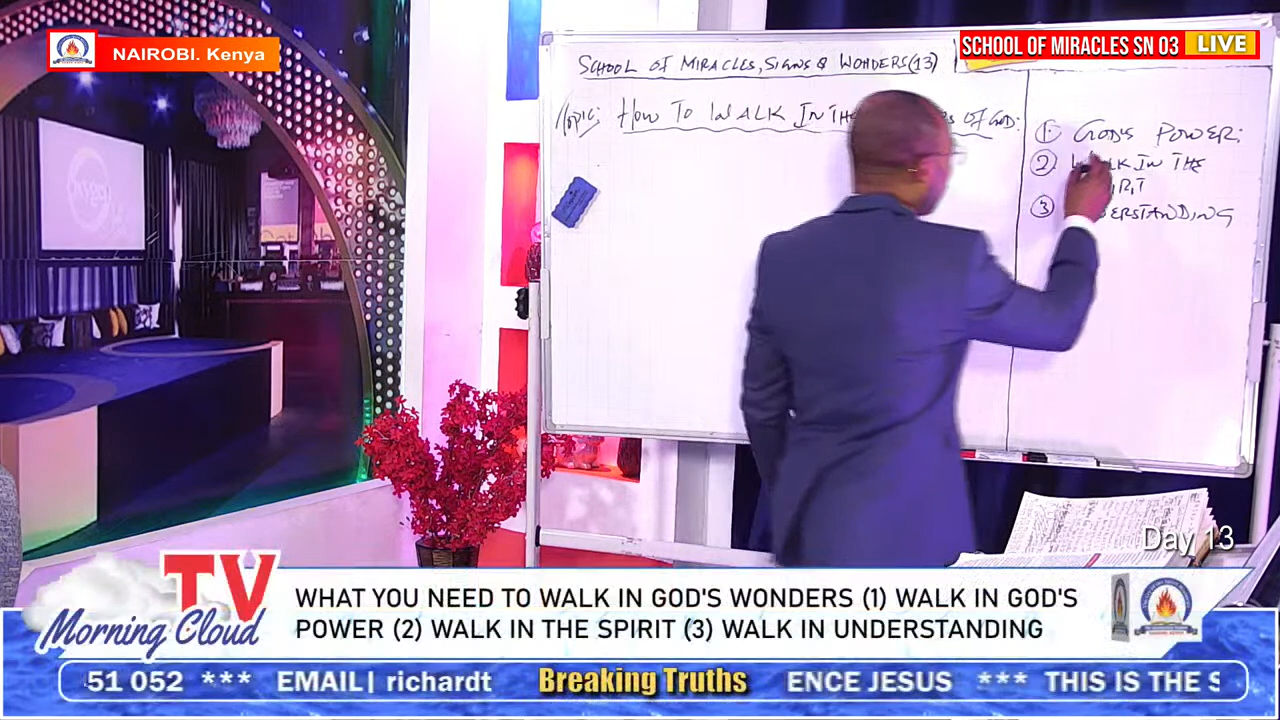 NAIROBI. Kenya
SCHOOL OF MIRACLES SN 03 LIVE
SCHOOL OF MIRACLES, SIGNS & WONDERS (13)
Topic: HOW TO WALK IN THE OF GOD:
① GOD'S POWER:
② WALK IN THE
③
Day 13
TV
Morning Cloud
WHAT YOU NEED TO WALK IN GOD'S WONDERS (1) WALK IN GOD'S
POWER (2) WALK IN THE SPIRIT (3) WALK IN UNDERSTANDING
51 052 *** EMAIL| richardt Breaking Truths ENCE JESUS *** THIS IS THE S